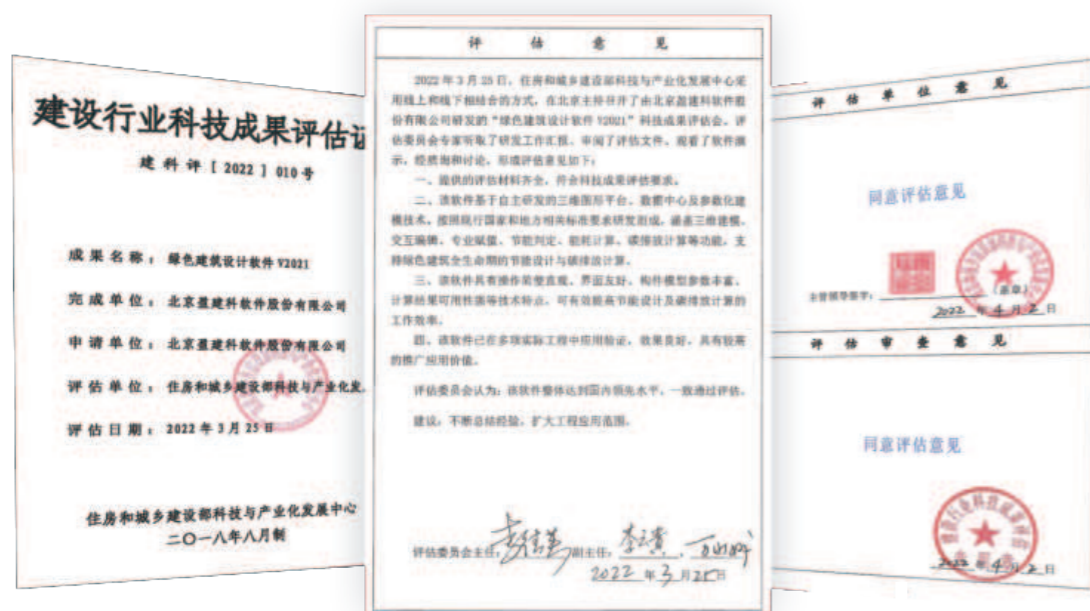 建设行业科技成果评估证
建科评［2022］010号
成果名称：绿色建筑设计软件 V2021
完成单位：北京盈建科软件股份有限公司
申请单位：北京盈建科软件股份有限公司
评估单位：住房和城乡建设部科技与产业化发
评估日期：2022年3月25日
住房和城乡建设部科技与产业化发展中心
二〇一八年八月制
评估意见
2022年3月25日，住房和城乡建设部科技与产业化发展中心采
用线上和线下相结合的方式，在北京主持召开了由北京盈建科软件股
份有限公司研发的“绿色建筑设计软件 V2021”科技成果评估会。评
估委员会专家听取了研发工作汇报、审阅了评估文件、观看了软件演
示，经质询和讨论，形成评估意见如下：
一、提供的评估材料齐全，符合科技成果评估要求。
二、该软件基于自主研发的三维图形平台、数据中心及参数化建
模技术，按照现行国家和地方相关标准要求研发而成，涵盖三维建模、
交互编辑、专业赋值、节能判定、能耗计算、碳排放计算等功能，支
持绿色建筑全生命期的节能设计与碳排放计算。
三、该软件具有操作简便直观、界面友好、构件模型参数丰富、
计算结果可用性强等技术特点，可有效提高节能设计及碳排放计算的
工作效率。
四、该软件已在多项实际工程中应用验证，效果良好，具有较高
的推广应用价值。
评估委员会认为：该软件整体达到国内领先水平，一致通过评估。
建议：不断总结经验，扩大工程应用范围。
评估委员会主任： 副主任：
2022年3月25日
评估单位意见
同意评估意见
主管领导签字： （盖章）
2022年4月2日
评估审查意见
同意评估意见
2022年4月2日